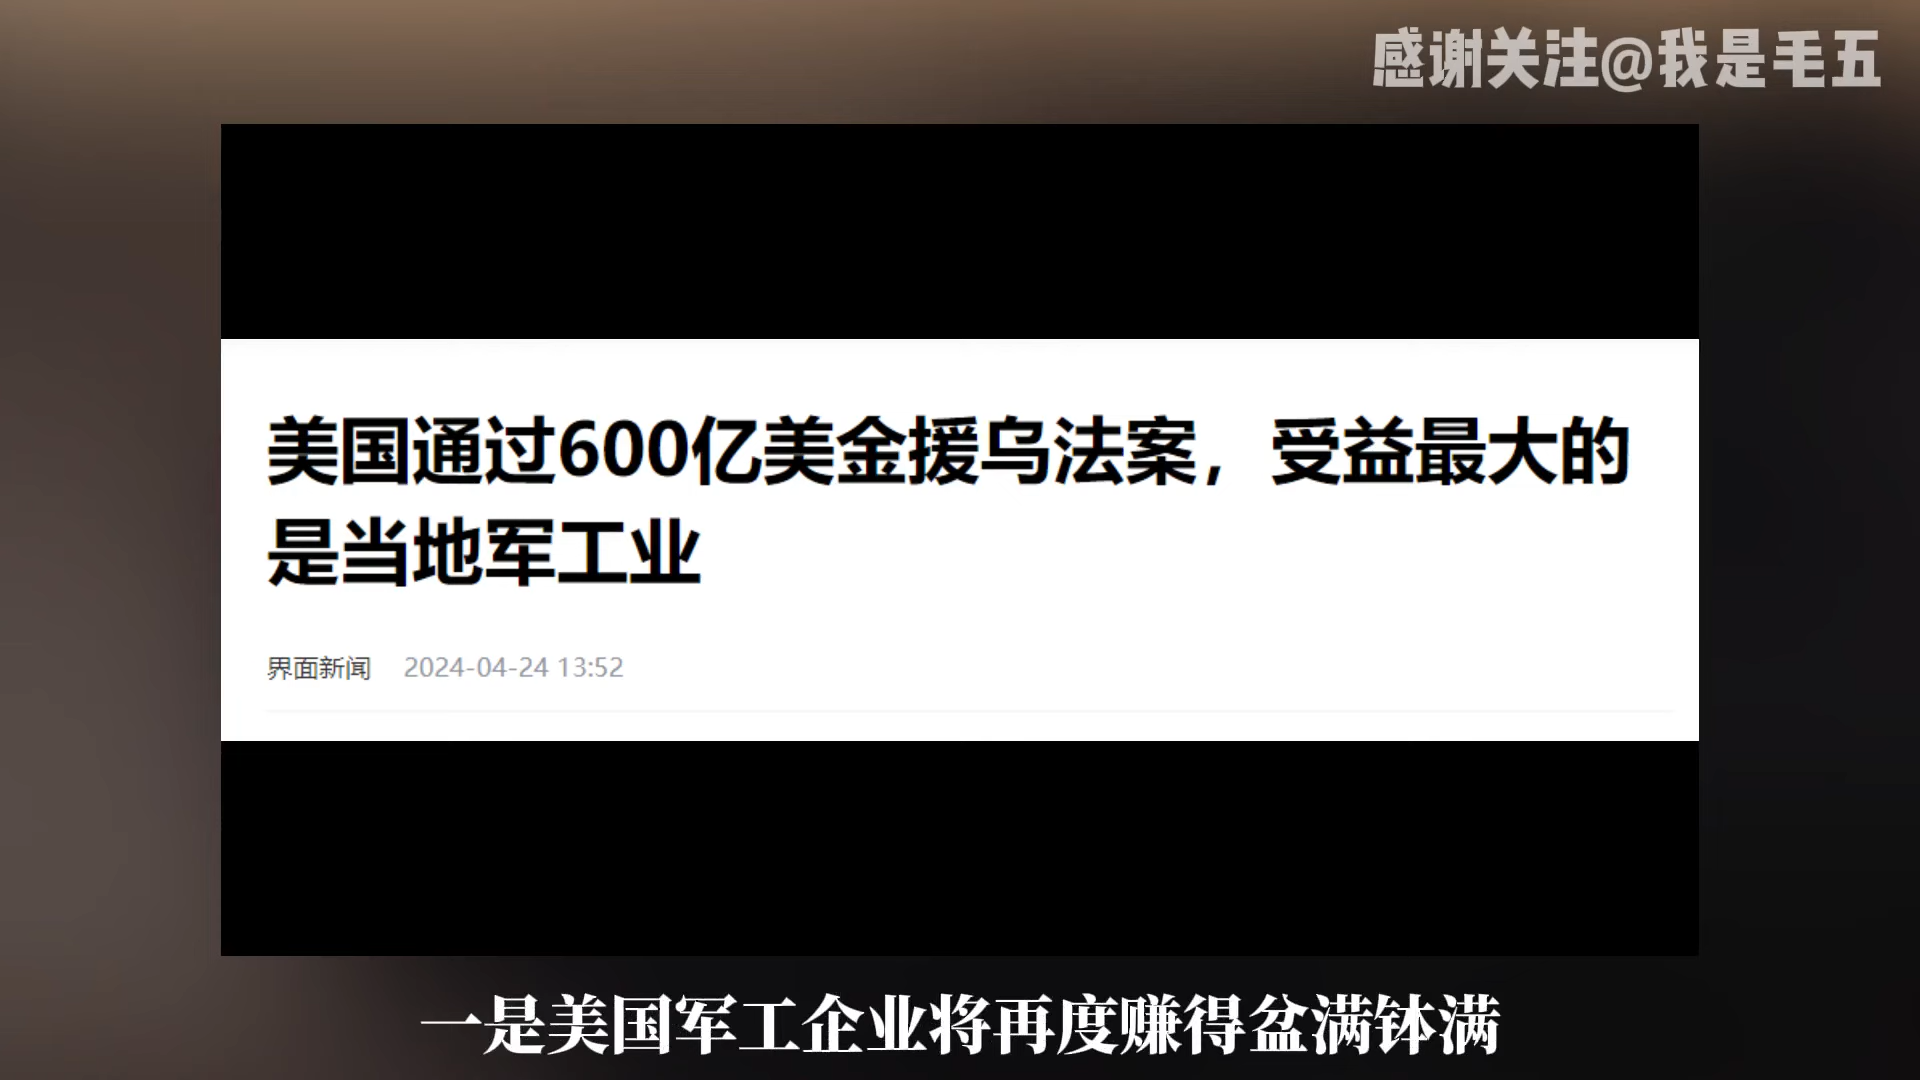 感谢关注@我是毛五
美国通过600亿美金援乌法案，受益最大的
是当地军工业
界面新闻 2024-04-24 13:52
一是美国军工企业将再度赚得盆满钵满